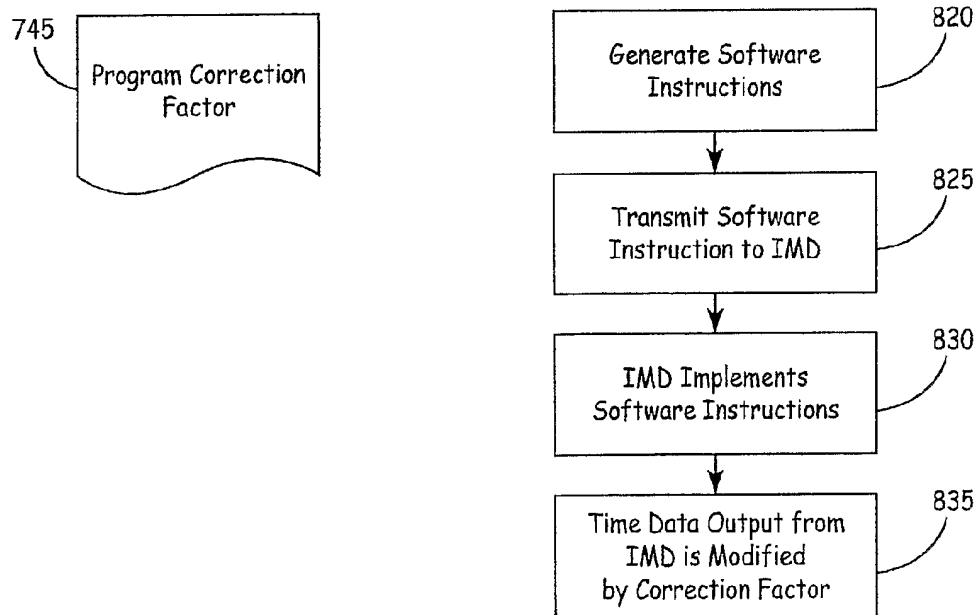 745
Program Correction
Factor
820
Generate Software
Instructions
825
Transmit Software
Instruction to IMD
830
IMD Implements
Software Instructions
835
Time Data Output from
IMD is Modified
by Correction Factor